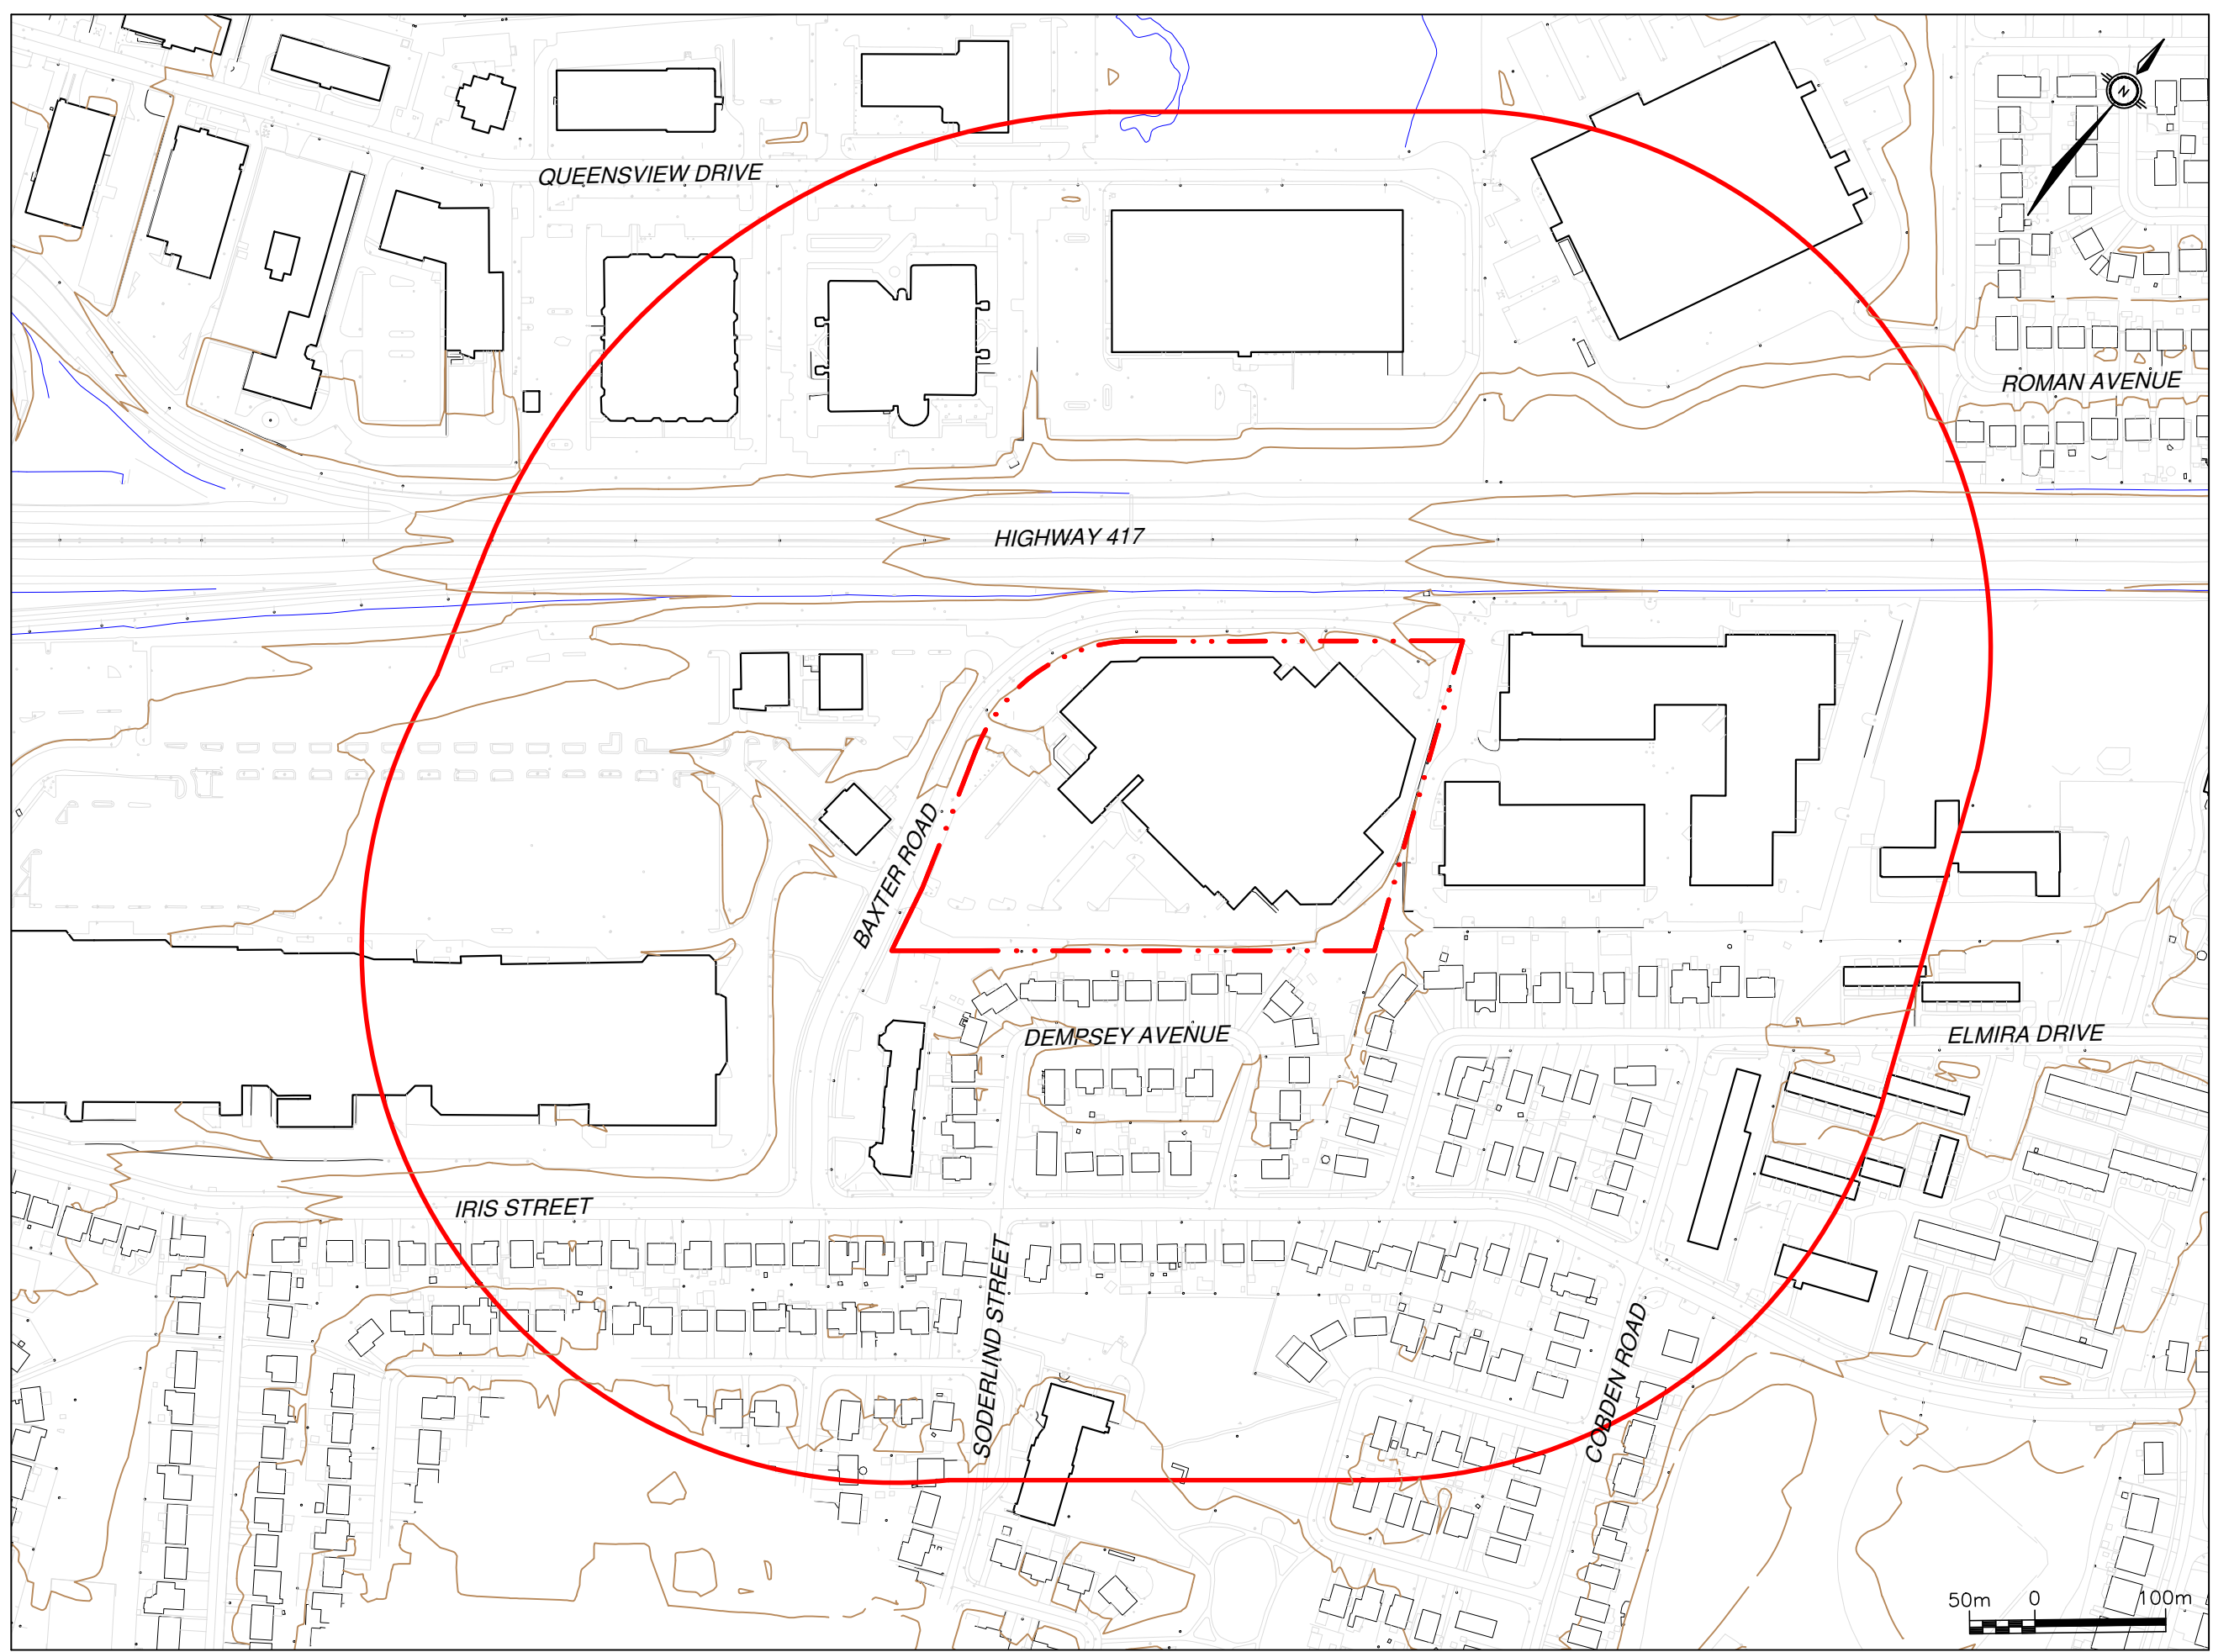 N
QUEENSVIEW DRIVE
ROMAN AVENUE
HIGHWAY 417
BAXTER ROAD
DEMPSEY AVENUE
ELMIRA DRIVE
IRIS STREET
SODERLIND STREET
COBDEN ROAD
50m 0 100m